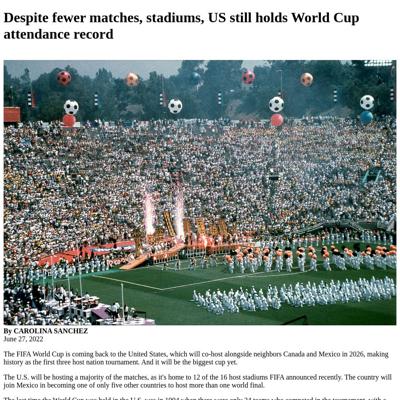 Despite fewer matches, stadiums, US still holds World Cup
attendance record
By CAROLINA SANCHEZ
June 27, 2022
The FIFA World Cup is coming back to the United States, which will co-host alongside neighbors Canada and Mexico in 2026, making
history as the first three host nation tournament. And it will be the biggest cup yet.
The U.S. will be hosting a majority of the matches, as it's home to 12 of the 16 host stadiums FIFA announced recently. The country will
join Mexico in becoming one of only five other countries to host more than one world final.